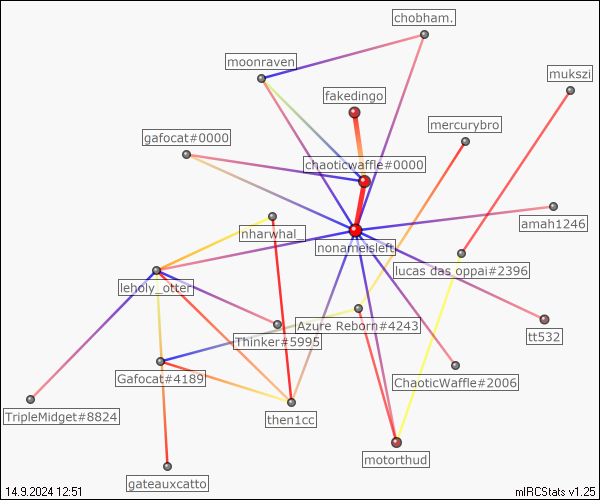 chobham.
moonraven
mukszi
fakedingo
mercurybro
gafocat#0000
chaoticwaffle#0000
amah1246
nharwhal_
nonameisleft
lucas das oppai#2396
leholy_otter
Azure Reborn#4243
tt532
Thinker#5995
Gafocat#4189
ChaoticWaffle#2006
TripleMidget#8824
then1cc
motorthud
gateauxcatto
14.9.2024 12:51
mIRCStats v1.25